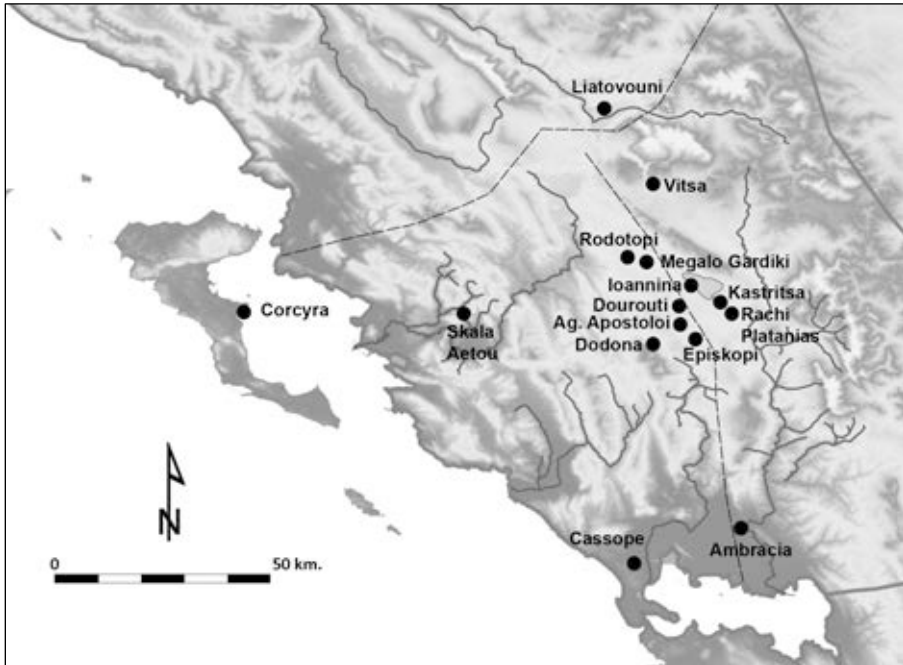 Liatovouni
Vitsa
Rodotopi
Megalo Gardiki
Ioannina
Kastritsa
Corcyra
Dourouti
Rachi
Platanias
Skala
Aetou
Ag. Apostoloi
Dodona
Episkopi
N
Cassope
Ambracia
0 50 km.